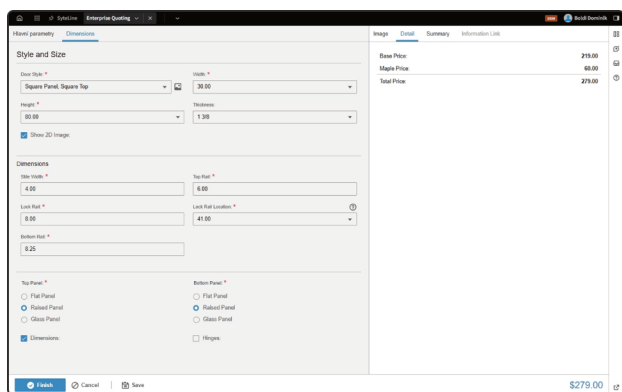 SyteLine
Enterprise Quoting
Boidi Dominik
Hlavní parametry
Dimensions
Image
Detail
Summary
Information Link
Style and Size
Door Style: *
Width: *
Square Panel, Square Top
30.00
Height: *
Thickness:
80.00
1 3/8
Show 2D Image:
Dimensions
Stile Width: *
Top Rail: *
4.00
6.00
Lock Rail: *
Lock Rail Location: *
8.00
41.00
Bottom Rail: *
8.25
Top Panel: *
Bottom Panel: *
Flat Panel
Flat Panel
Raised Panel
Raised Panel
Glass Panel
Glass Panel
Dimensions:
Hinges:
Base Price:
219.00
Maple Price:
60.00
Total Price:
279.00
Finish
Cancel
Save
$279.00